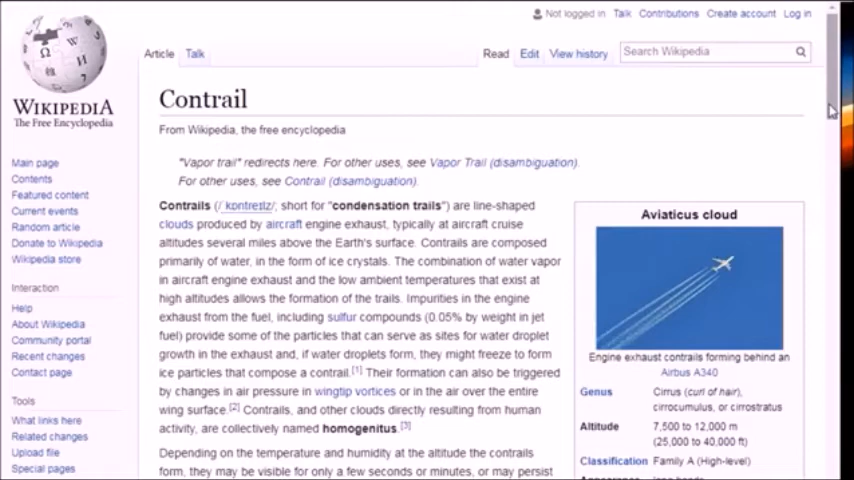 Not logged in Talk Contributions Create account Log in
Article Talk Read Edit View history Search Wikipedia
WIKIPEDIA
The Free Encyclopedia
Main page
Contents
Featured content
Current events
Random article
Donate to Wikipedia
Wikipedia store
Interaction
Help
About Wikipedia
Community portal
Recent changes
Contact page
Tools
What links here
Related changes
Upload file
Special pages
Contrail
From Wikipedia, the free encyclopedia
"Vapor trail" redirects here. For other uses, see Vapor Trail (disambiguation).
For other uses, see Contrail (disambiguation).
Contrails (/ˈkɒntreɪlz/; short for "condensation trails") are line-shaped
clouds produced by aircraft engine exhaust, typically at aircraft cruise
altitudes several miles above the Earth's surface. Contrails are composed
primarily of water, in the form of ice crystals. The combination of water vapor
in aircraft engine exhaust and the low ambient temperatures that exist at
high altitudes allows the formation of the trails. Impurities in the engine
exhaust from the fuel, including sulfur compounds (0.05% by weight in jet
fuel) provide some of the particles that can serve as sites for water droplet
growth in the exhaust and, if water droplets form, they might freeze to form
ice particles that compose a contrail.[1] Their formation can also be triggered
by changes in air pressure in wingtip vortices or in the air over the entire
wing surface.[2] Contrails, and other clouds directly resulting from human
activity, are collectively named homogenitus.[3]
Depending on the temperature and humidity at the altitude the contrails
form, they may be visible for only a few seconds or minutes, or may persist
Aviaticus cloud
Engine exhaust contrails forming behind an
Airbus A340
Genus Cirrus (curl of hair),
cirrocumulus, or cirrostratus
Altitude 7,500 to 12,000 m
(25,000 to 40,000 ft)
Classification Family A (High-level)